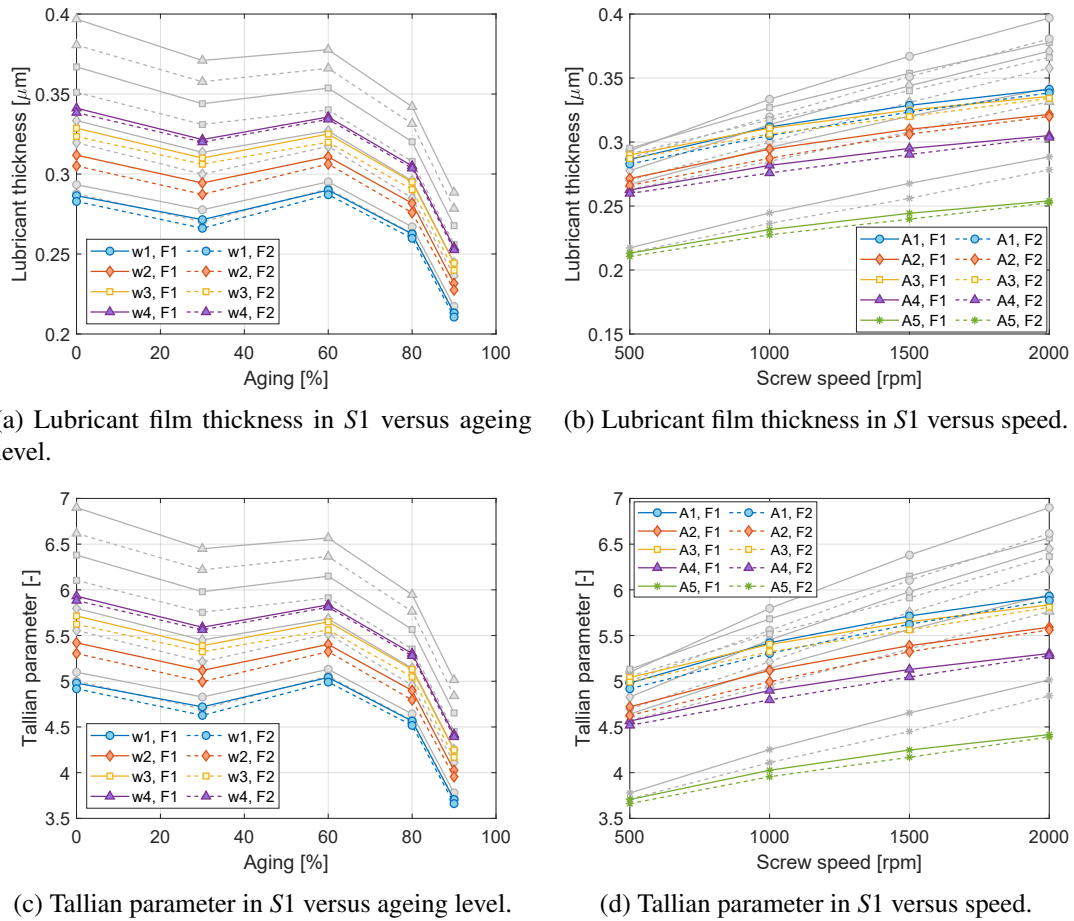 0.4
0.35
0.3
0.25
0.2
Lubricant thickness [μm]
w1, F1 w1, F2
w2, F1 w2, F2
w3, F1 w3, F2
w4, F1 w4, F2
0 20 40 60 80 100
Aging [%]
0.4
0.35
0.3
0.25
0.2
0.15
Lubricant thickness [μm]
A1, F1 A1, F2
A2, F1 A2, F2
A3, F1 A3, F2
A4, F1 A4, F2
A5, F1 A5, F2
500 1000 1500 2000
Screw speed [rpm]
(a) Lubricant film thickness in S1 versus ageing
level.
(b) Lubricant film thickness in S1 versus speed.
7
6.5
6
5.5
5
4.5
4
3.5
Tallian parameter [-]
w1, F1 w1, F2
w2, F1 w2, F2
w3, F1 w3, F2
w4, F1 w4, F2
0 20 40 60 80 100
Aging [%]
7
6.5
6
5.5
5
4.5
4
3.5
Tallian parameter [-]
A1, F1 A1, F2
A2, F1 A2, F2
A3, F1 A3, F2
A4, F1 A4, F2
A5, F1 A5, F2
500 1000 1500 2000
Screw speed [rpm]
(c) Tallian parameter in S1 versus ageing level.
(d) Tallian parameter in S1 versus speed.